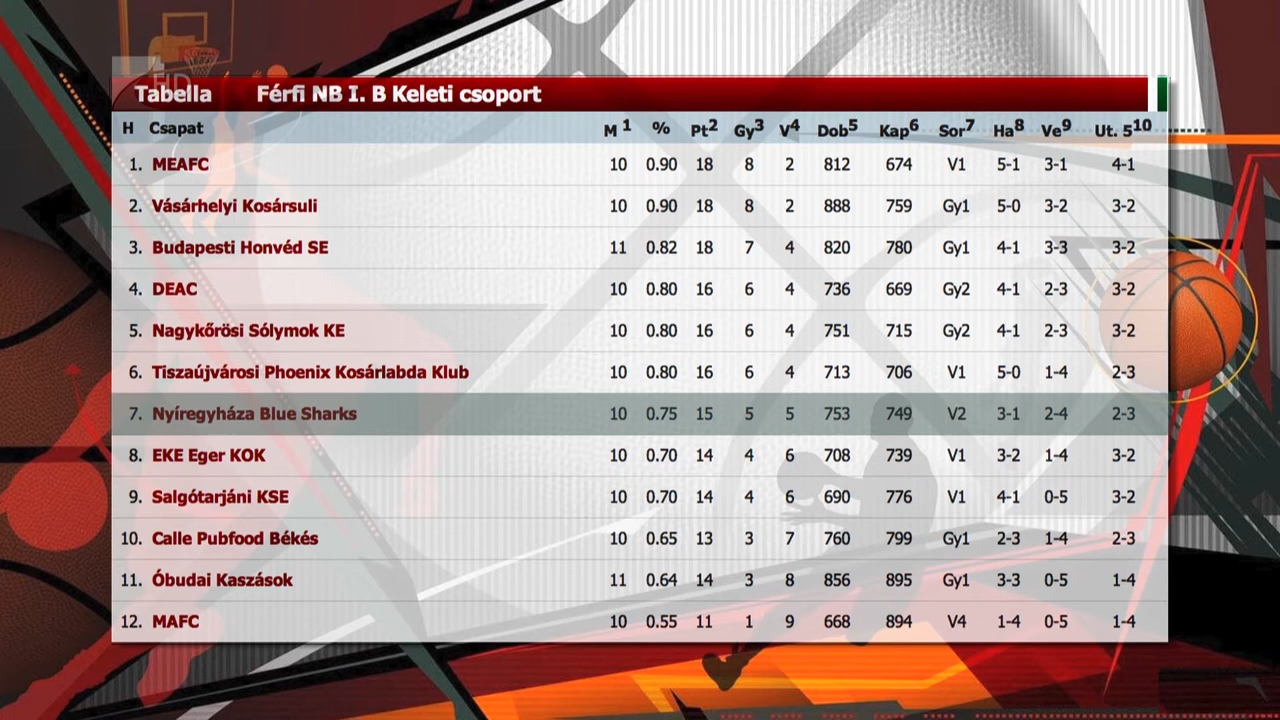 HD
Tabella Férfi NB I. B Keleti csoport
H Csapat M 1 % Pt2 Gy3 V4 Dob5 Kap6 Sor7 Ha8 Ve9 Ut. 510
1. MEAFC 10 0.90 18 8 2 812 674 V1 5-1 3-1 4-1
2. Vásárhelyi Kosársuli 10 0.90 18 8 2 888 759 Gy1 5-0 3-2 3-2
3. Budapesti Honvéd SE 11 0.82 18 7 4 820 780 Gy1 4-1 3-3 3-2
4. DEAC 10 0.80 16 6 4 736 669 Gy2 4-1 2-3 3-2
5. Nagykőrösi Sólymok KE 10 0.80 16 6 4 751 715 Gy2 4-1 2-3 3-2
6. Tiszaújvárosi Phoenix Kosárlabda Klub 10 0.80 16 6 4 713 706 V1 5-0 1-4 2-3
7. Nyíregyháza Blue Sharks 10 0.75 15 5 5 753 749 V2 3-1 2-4 2-3
8. EKE Eger KOK 10 0.70 14 4 6 708 739 V1 3-2 1-4 3-2
9. Salgótarjáni KSE 10 0.70 14 4 6 690 776 V1 4-1 0-5 3-2
10. Calle Pubfood Békés 10 0.65 13 3 7 760 799 Gy1 2-3 1-4 2-3
11. Óbudai Kaszások 11 0.64 14 3 8 856 895 Gy1 3-3 0-5 1-4
12. MAFC 10 0.55 11 1 9 668 894 V4 1-4 0-5 1-4